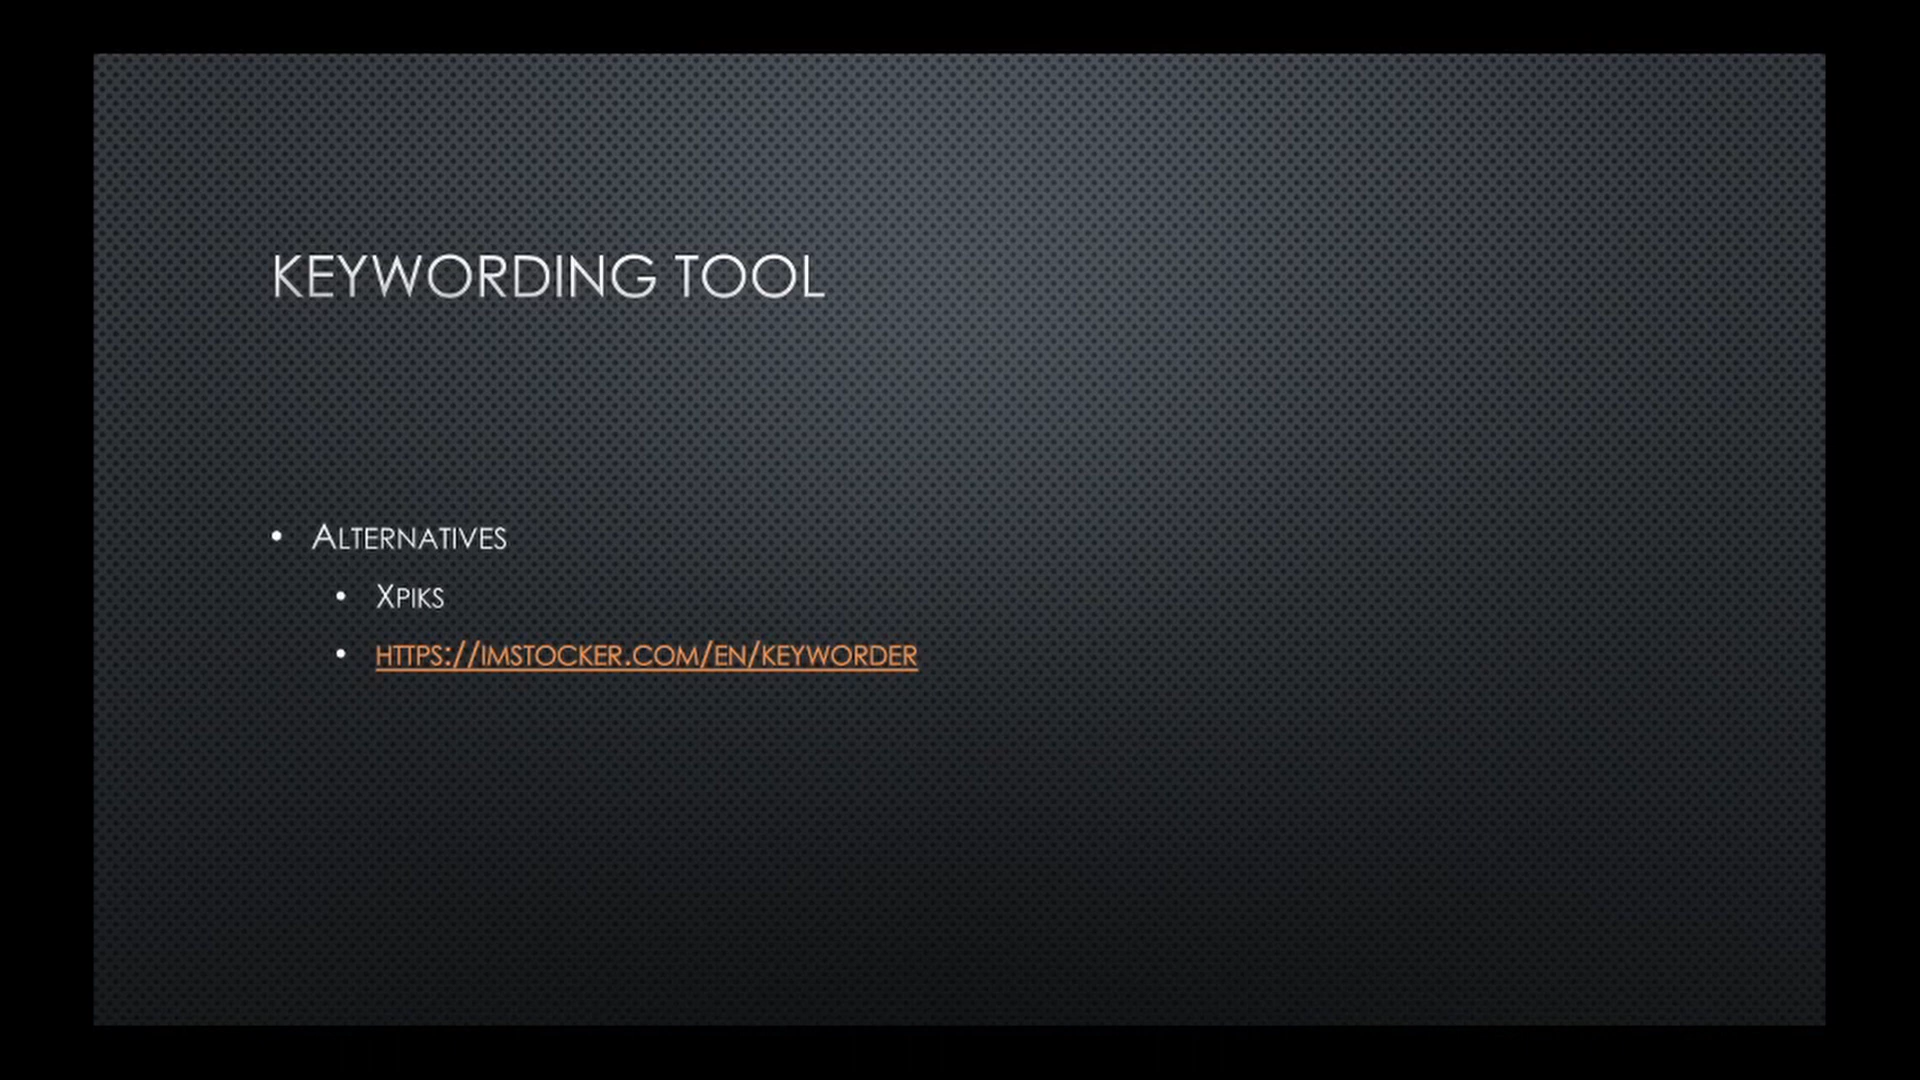 KEYWORDING TOOL
• ALTERNATIVES
• XPIKS
• HTTPS://IMSTOCKER.COM/EN/KEYWORDER